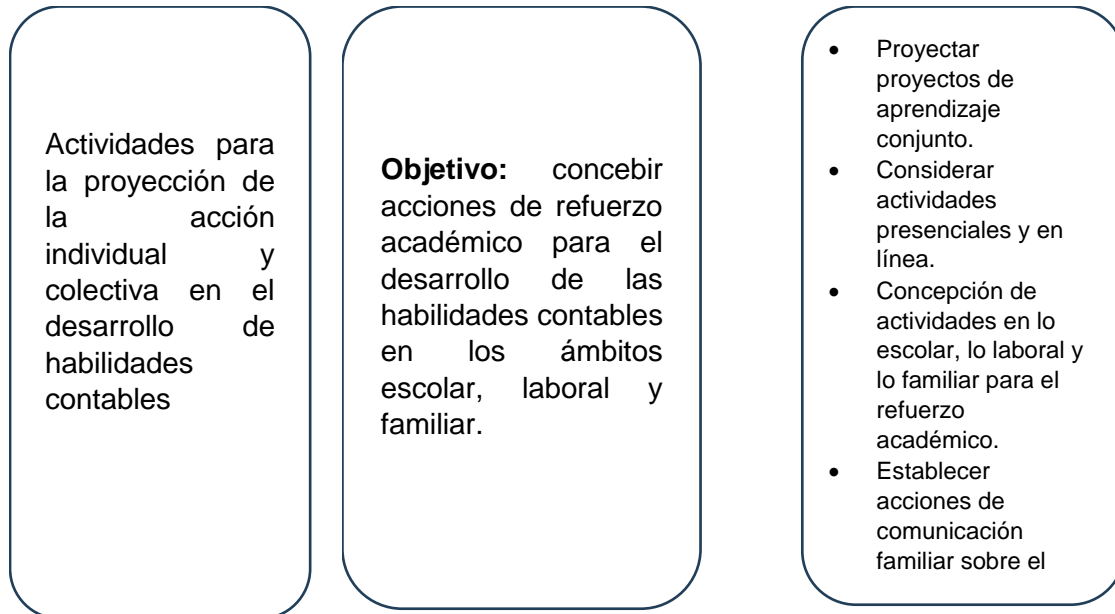 Actividades para
la proyección de
la acción
individual y
colectiva en el
desarrollo de
habilidades
contables
Objetivo: concebir
acciones de refuerzo
académico para el
desarrollo de las
habilidades contables
en los ámbitos
escolar, laboral y
familiar.
• Proyectar
proyectos de
aprendizaje
conjunto.
• Considerar
actividades
presenciales y en
línea.
• Concepción de
actividades en lo
escolar, lo laboral y
lo familiar para el
refuerzo
académico.
• Establecer
acciones de
comunicación
familiar sobre el